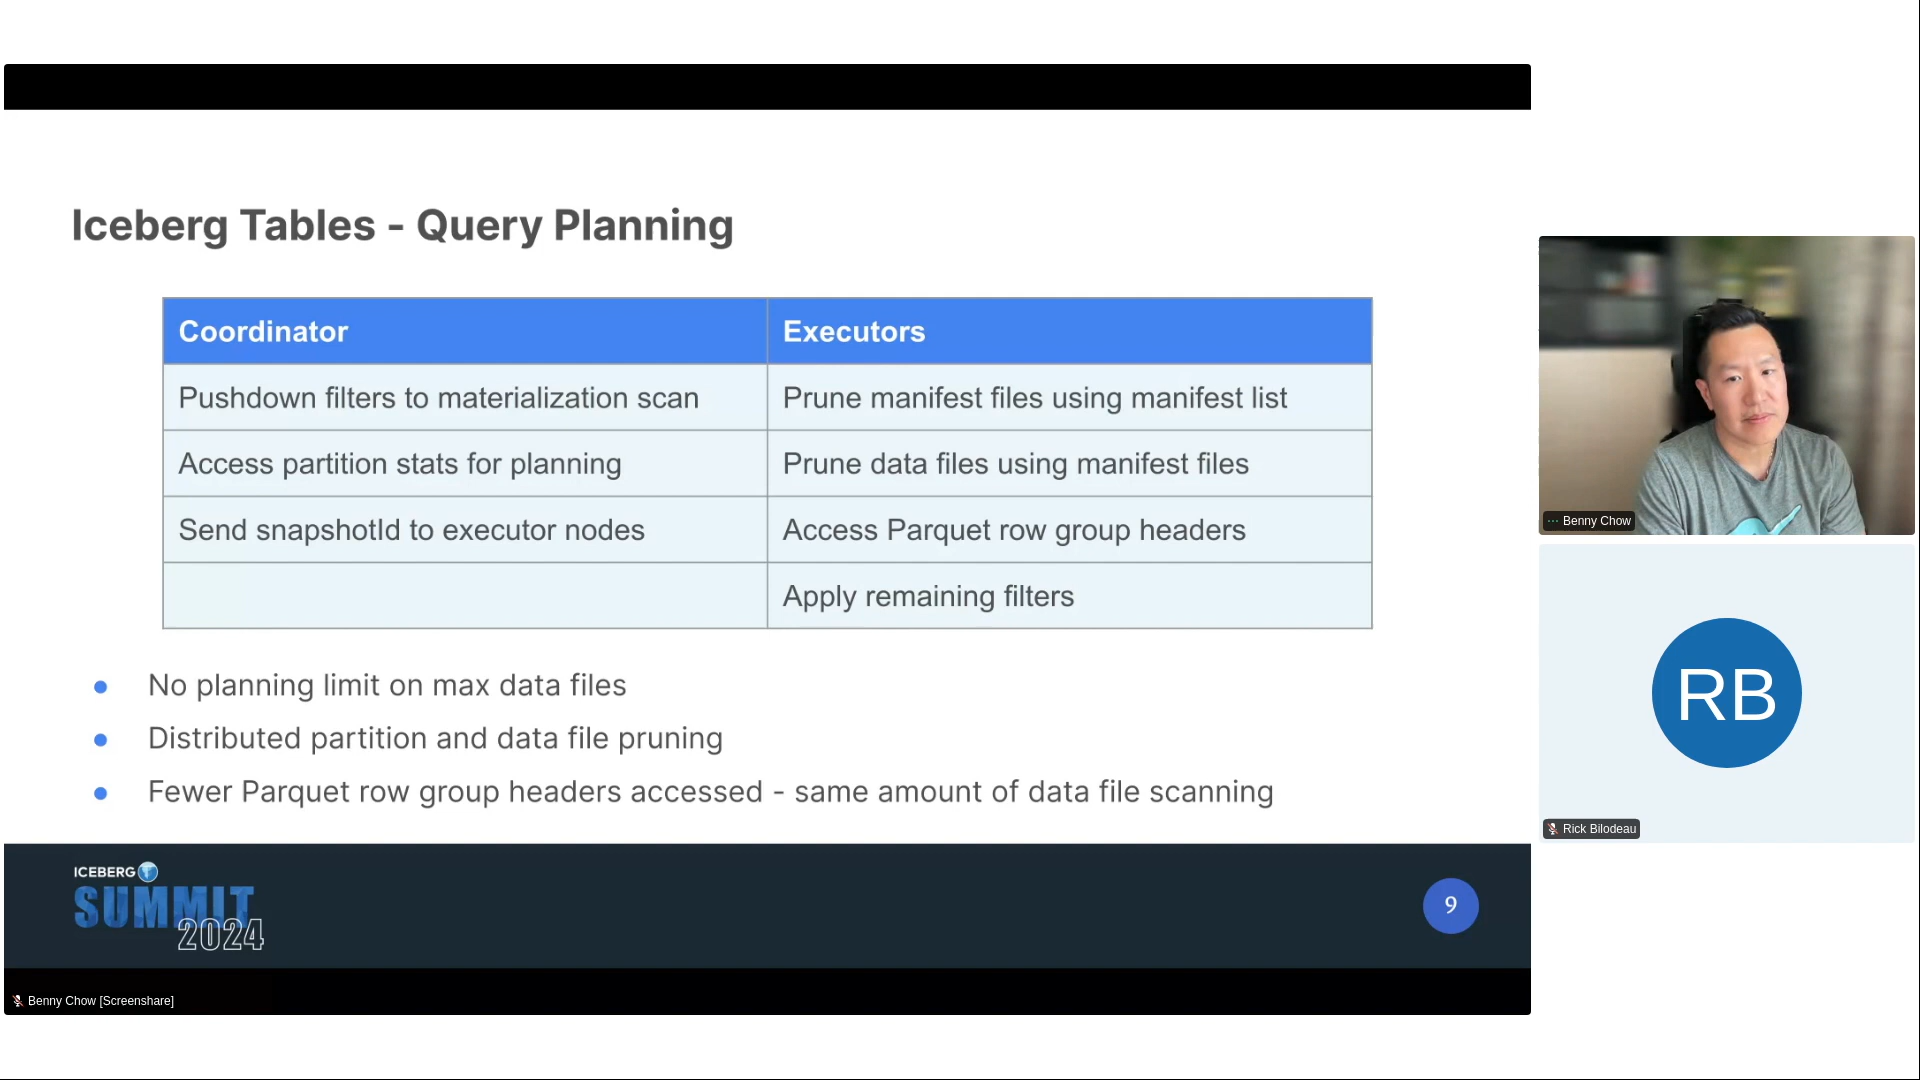 Iceberg Tables - Query Planning
Coordinator
Executors
Pushdown filters to materialization scan
Prune manifest files using manifest list
Access partition stats for planning
Prune data files using manifest files
Send snapshotId to executor nodes
Access Parquet row group headers
Apply remaining filters
No planning limit on max data files
Distributed partition and data file pruning
Fewer Parquet row group headers accessed - same amount of data file scanning
ICEBERG
SUMMIT
2024
9
Benny Chow [Screenshare]
Benny Chow
RB
Rick Bilodeau